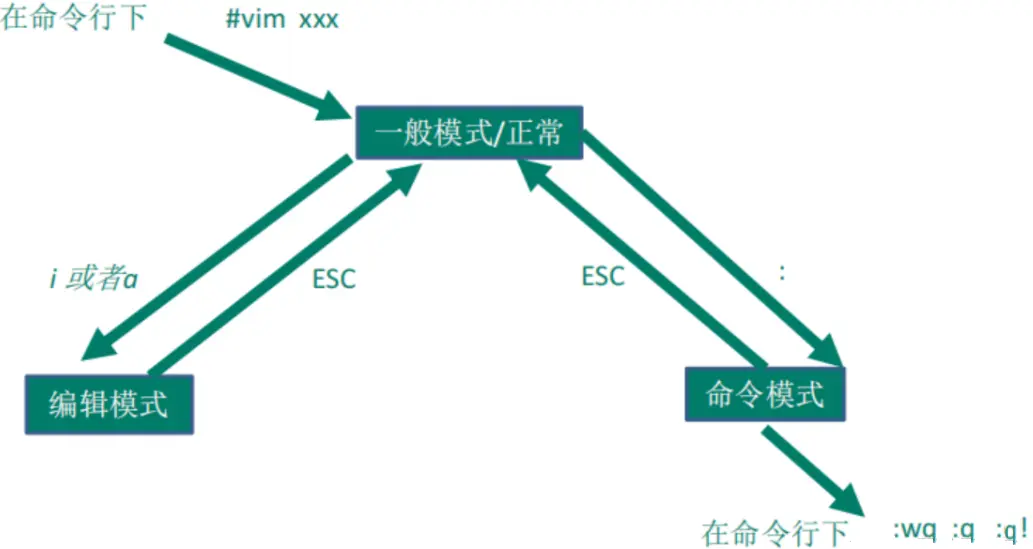 在命令行下 #vim xxx
一般模式/正常
i 或者a
ESC
ESC
:
编辑模式
命令模式
在命令行下 :wq :q :q!